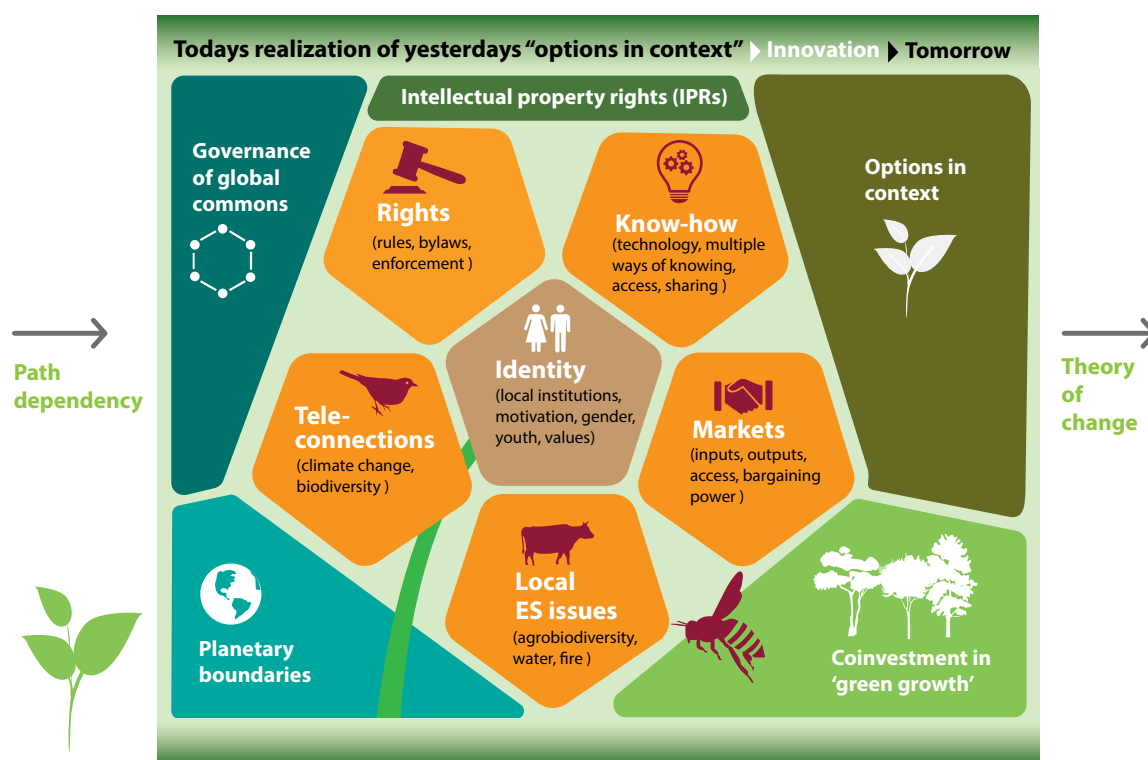 Todays realization of yesterdays “options in context” Innovation Tomorrow
Intellectual property rights (IPRs)
Governance
of global
commons
Rights
(rules, bylaws,
enforcement )
Know-how
(technology, multiple
ways of knowing,
access, sharing )
Options in
context
Path
dependency
Identity
(local institutions,
motivation, gender,
youth, values)
Theory
of
change
Tele-
connections
(climate change,
biodiversity )
Markets
(inputs, outputs,
access, bargaining
power )
Local
ES issues
(agrobiodiversity,
water, fire )
Planetary
boundaries
Coinvestment in
‘green growth’